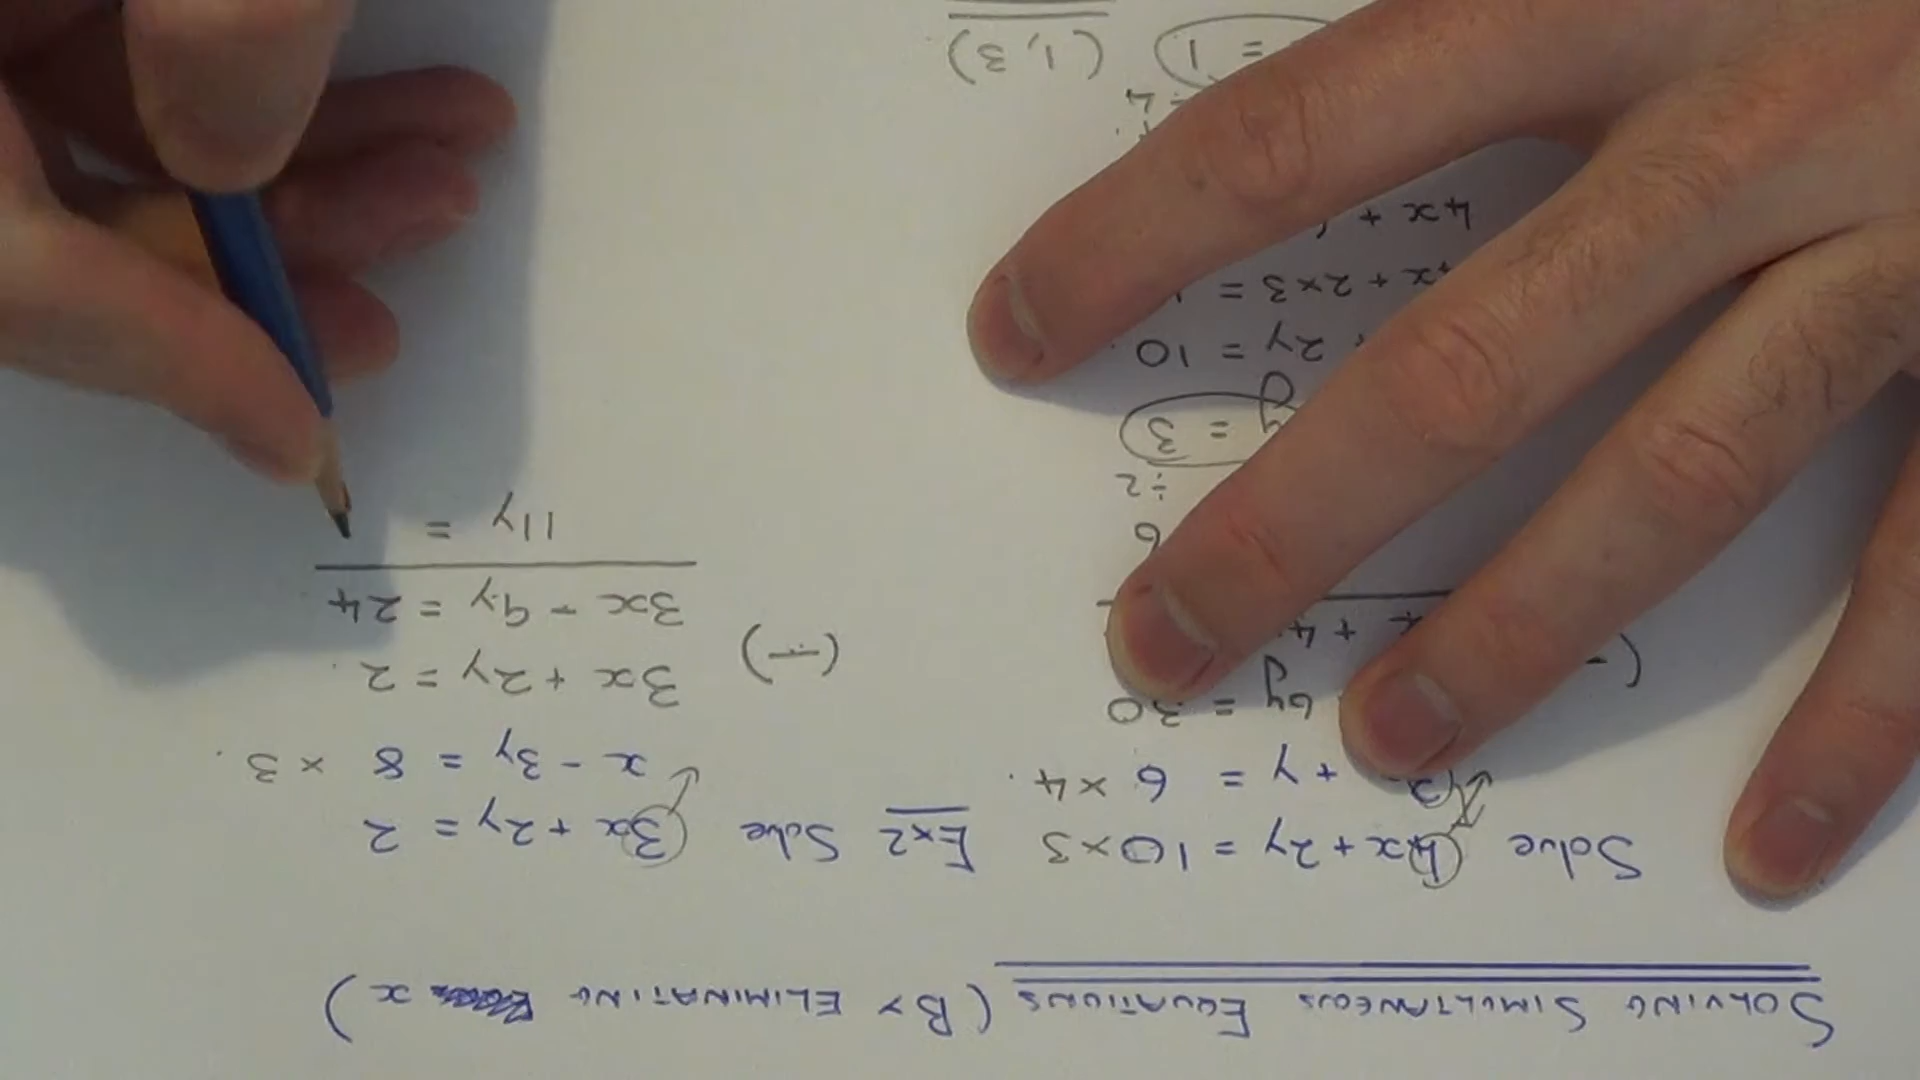 SOLVING SIMULTANEOUS EQUATIONS (BY ELIMINATING x)
Solve 4x + 2y = 10 × 3
+ y = 6 × 4.
6y = 30
+ 4
6
÷2
y = 3
2y = 10
x + 2×3 =
4x +
÷ 4
= 1 (1, 3)
Ex2 Solve 3x + 2y = 2
x - 3y = 8 × 3.
3x + 2y = 2.
(-)
3x - 9y = 24
11y =